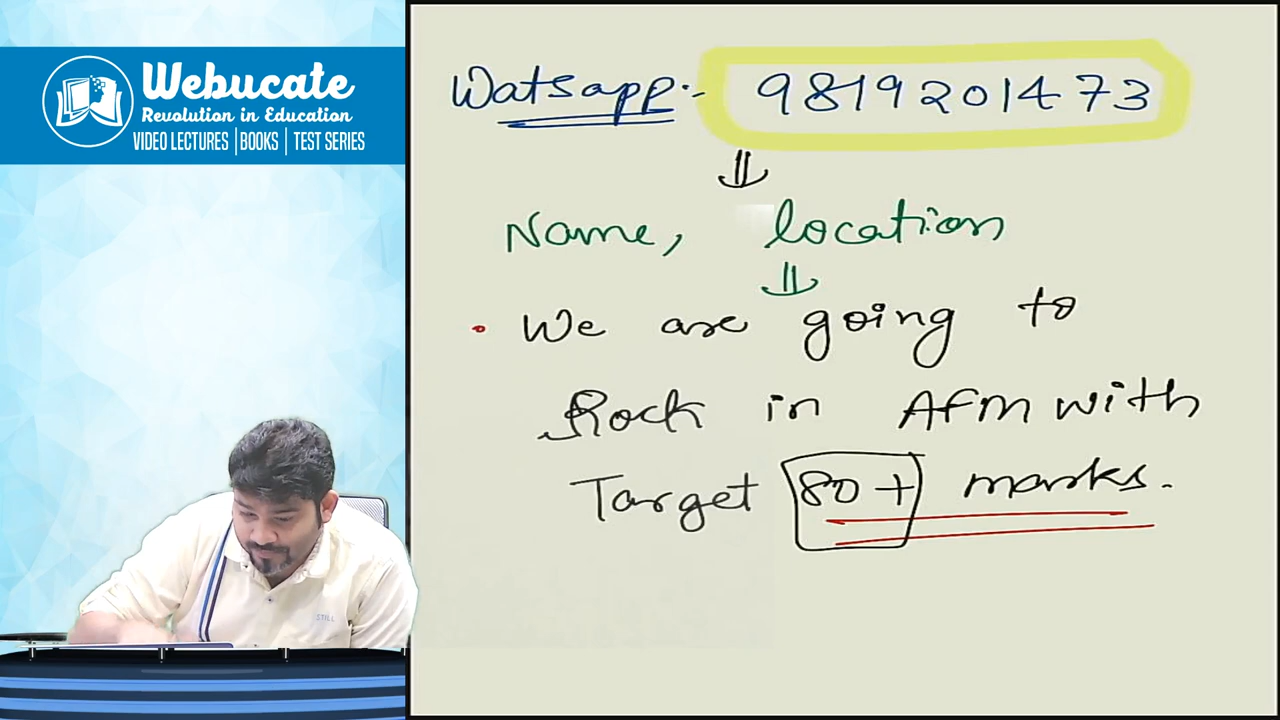 Webucate
Revolution in Education
VIDEO LECTURES | BOOKS | TEST SERIES
Watsapp:- 9819201473
Name, location
• We are going to
Rock in AFM with
Target 80+ marks.
STILL